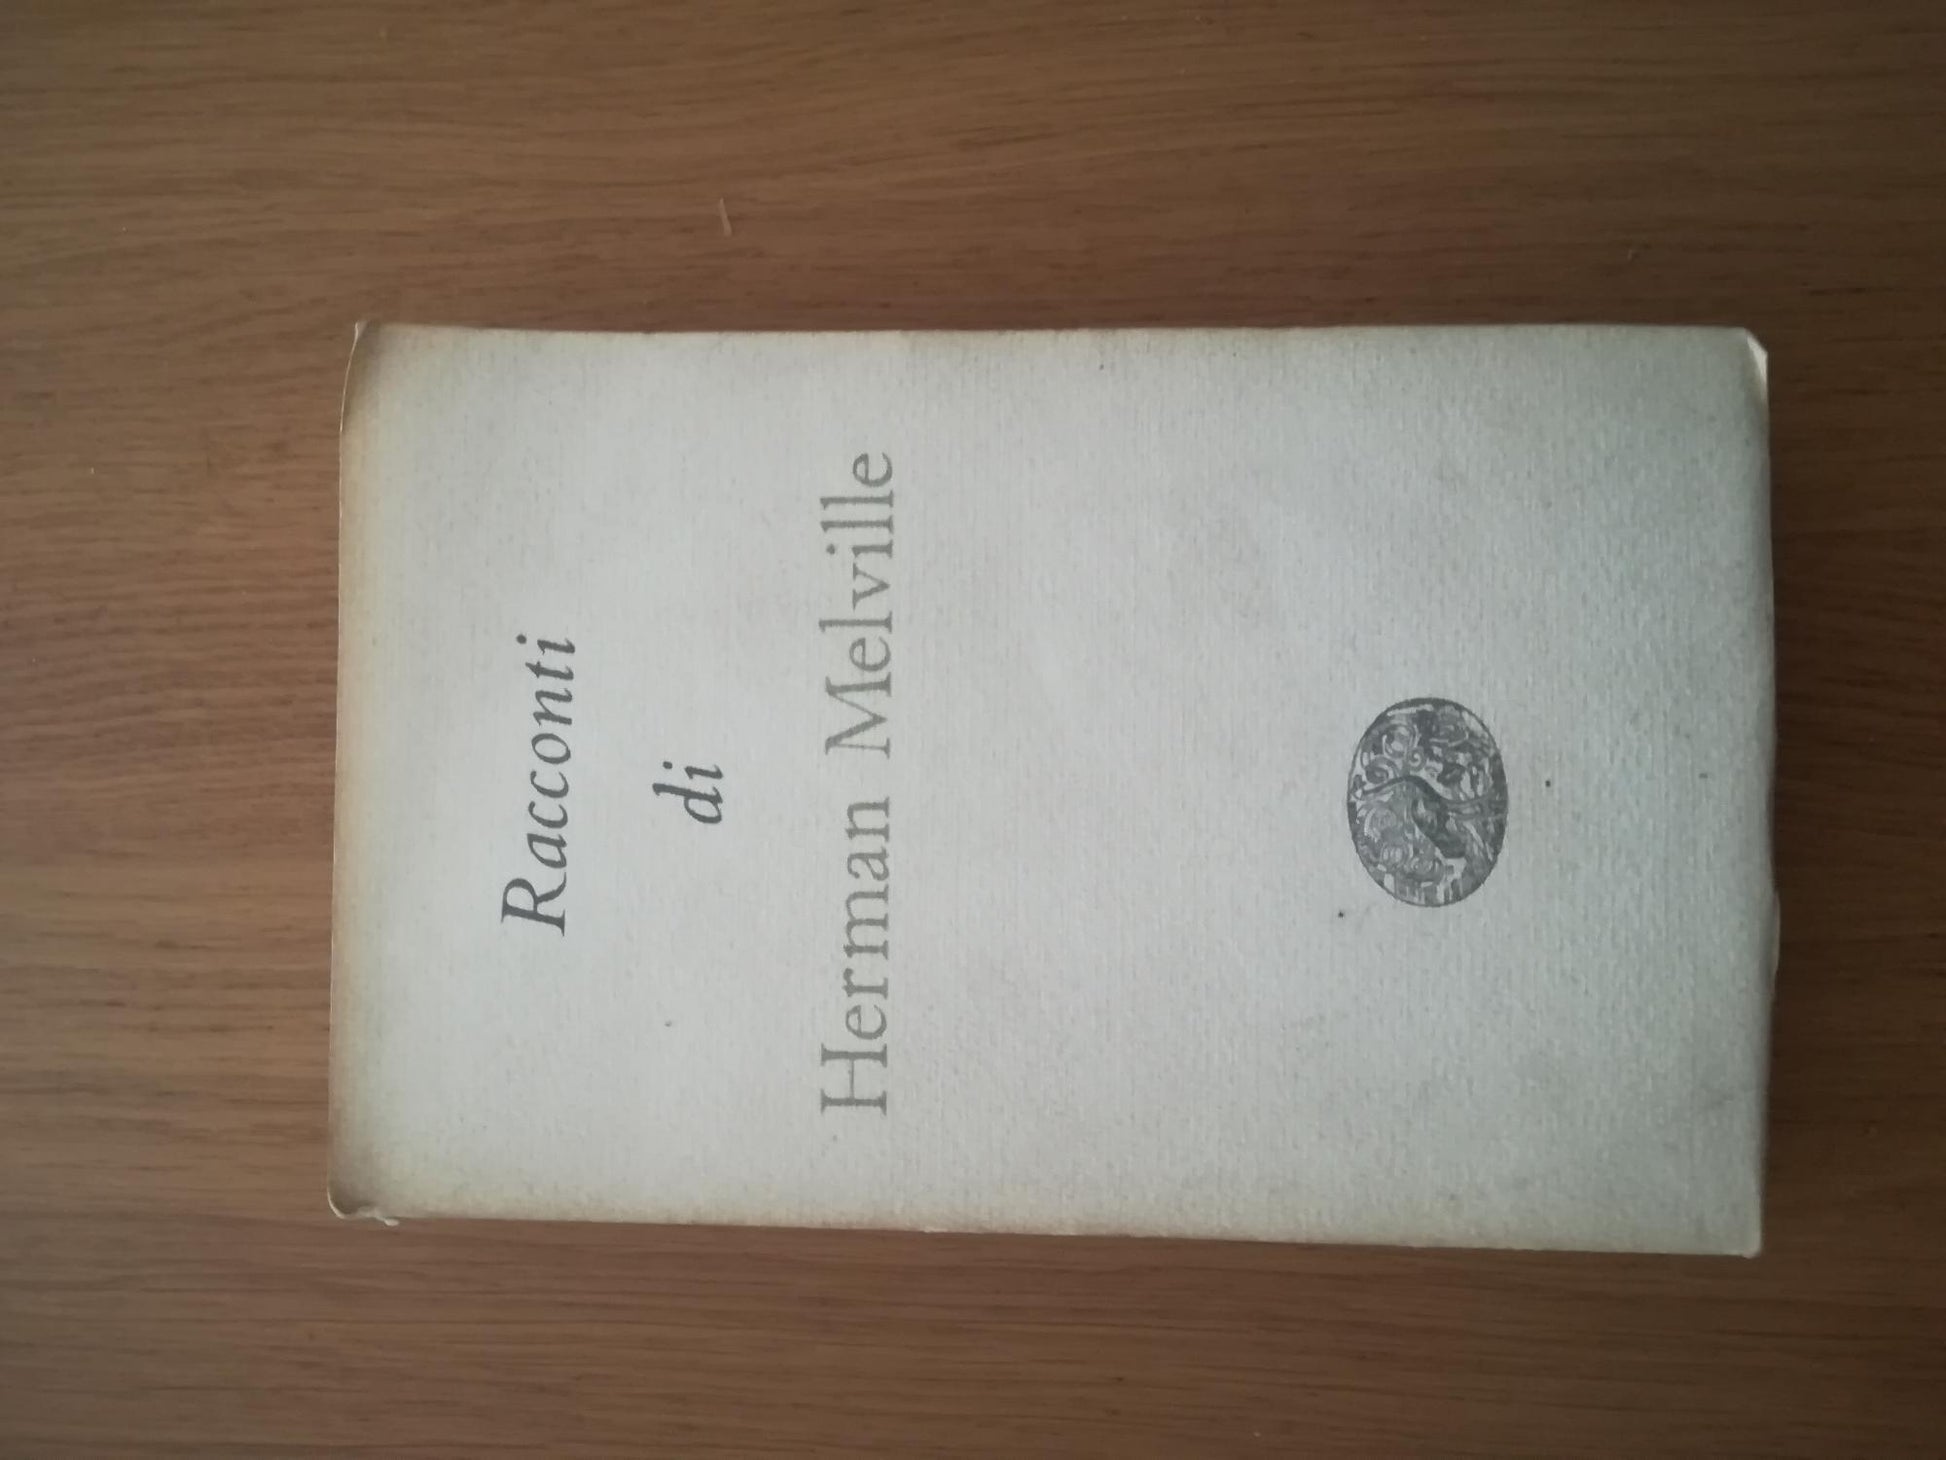 Racconti
di
Herman Melville